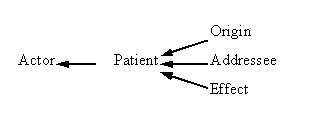 Origin
Actor Patient Addressee
Effect